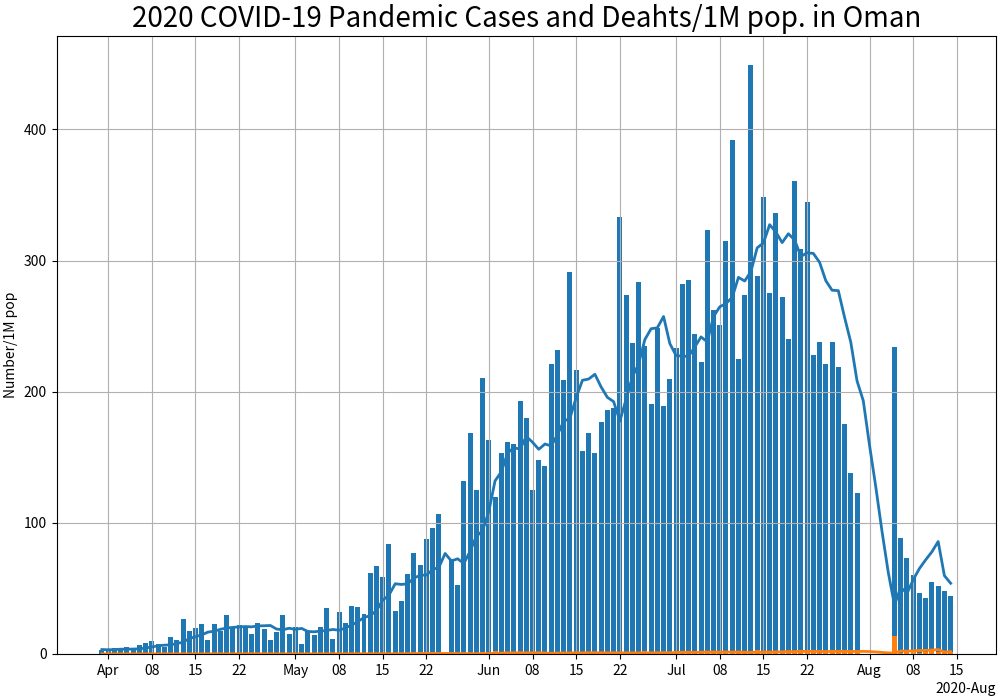 2020 COVID-19 Pandemic Cases and Deahts/1M pop. in Oman
Number/1M pop
400
300
200
100
0
Apr 08 15 22 May 08 15 22 Jun 08 15 22 Jul 08 15 22 Aug 08 15
2020-Aug